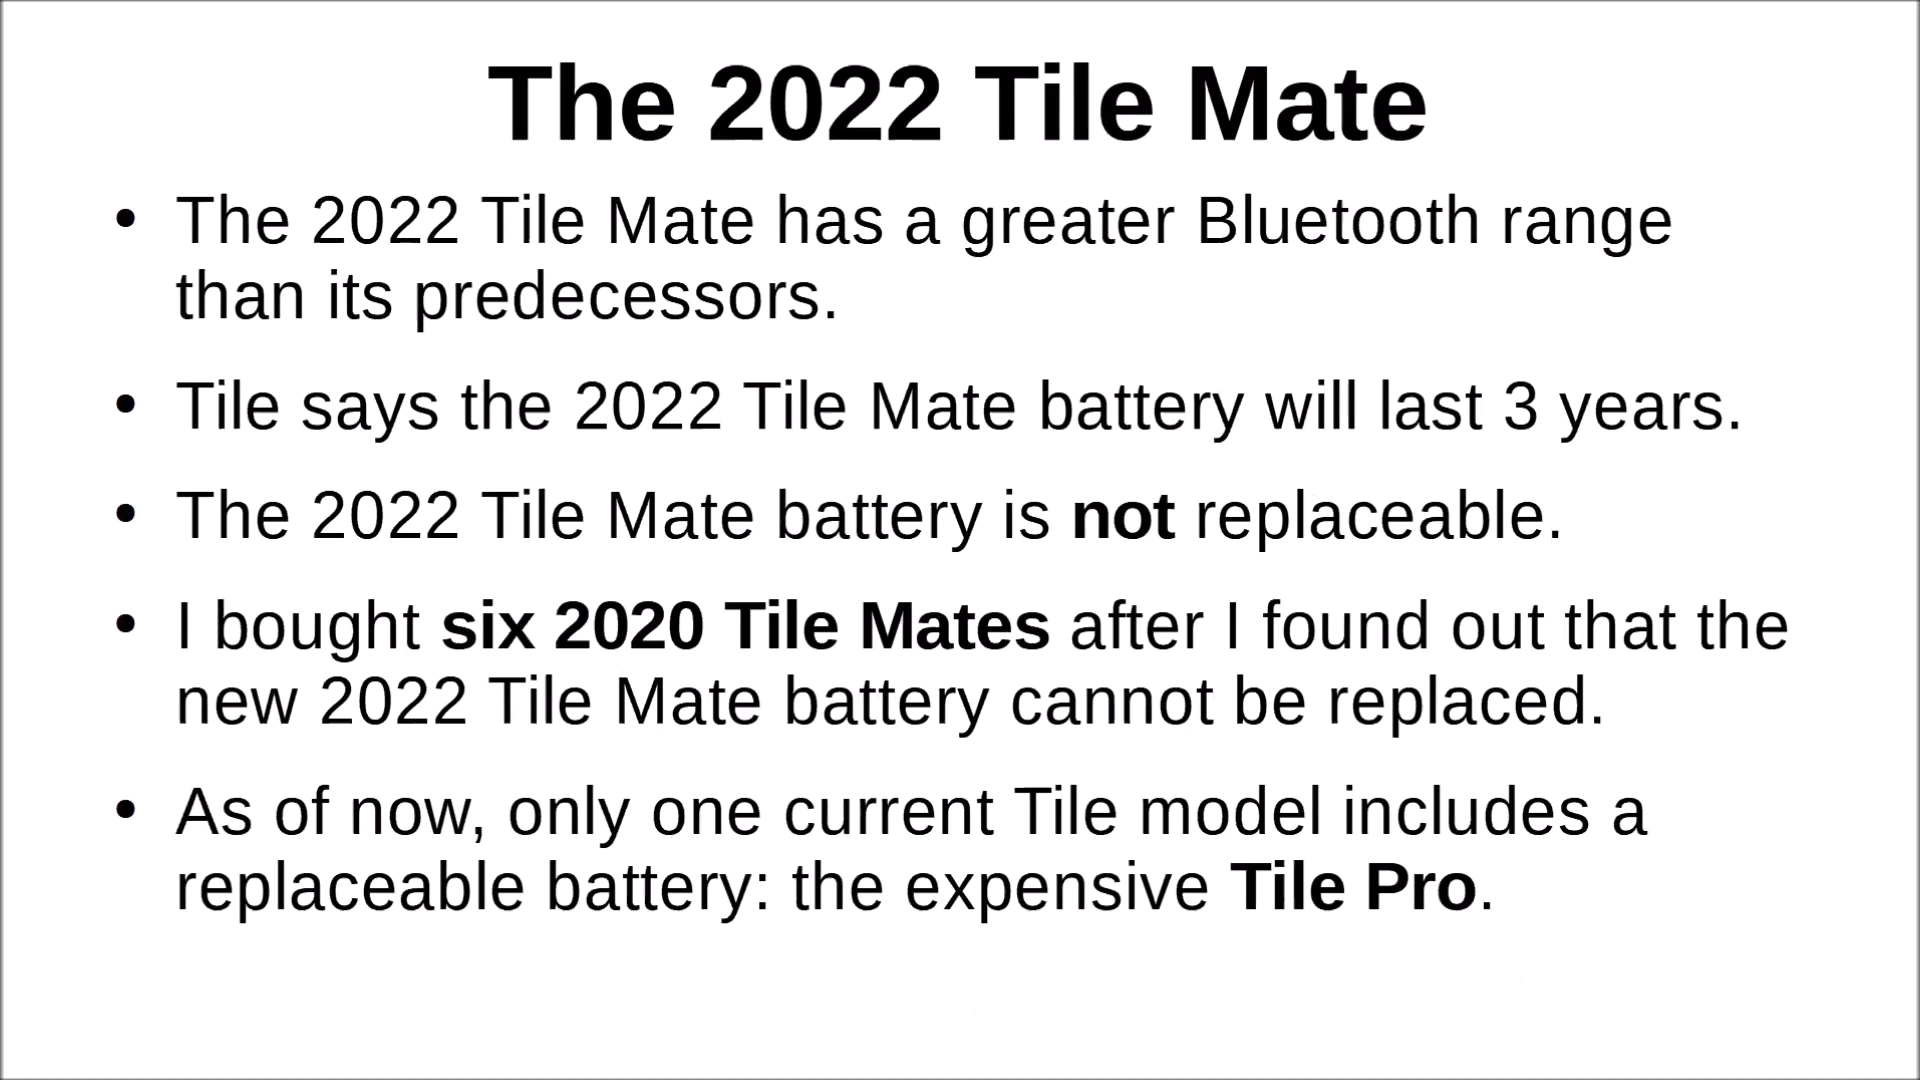 The 2022 Tile Mate
• The 2022 Tile Mate has a greater Bluetooth range
than its predecessors.
• Tile says the 2022 Tile Mate battery will last 3 years.
• The 2022 Tile Mate battery is not replaceable.
• I bought six 2020 Tile Mates after I found out that the
new 2022 Tile Mate battery cannot be replaced.
• As of now, only one current Tile model includes a
replaceable battery: the expensive Tile Pro.